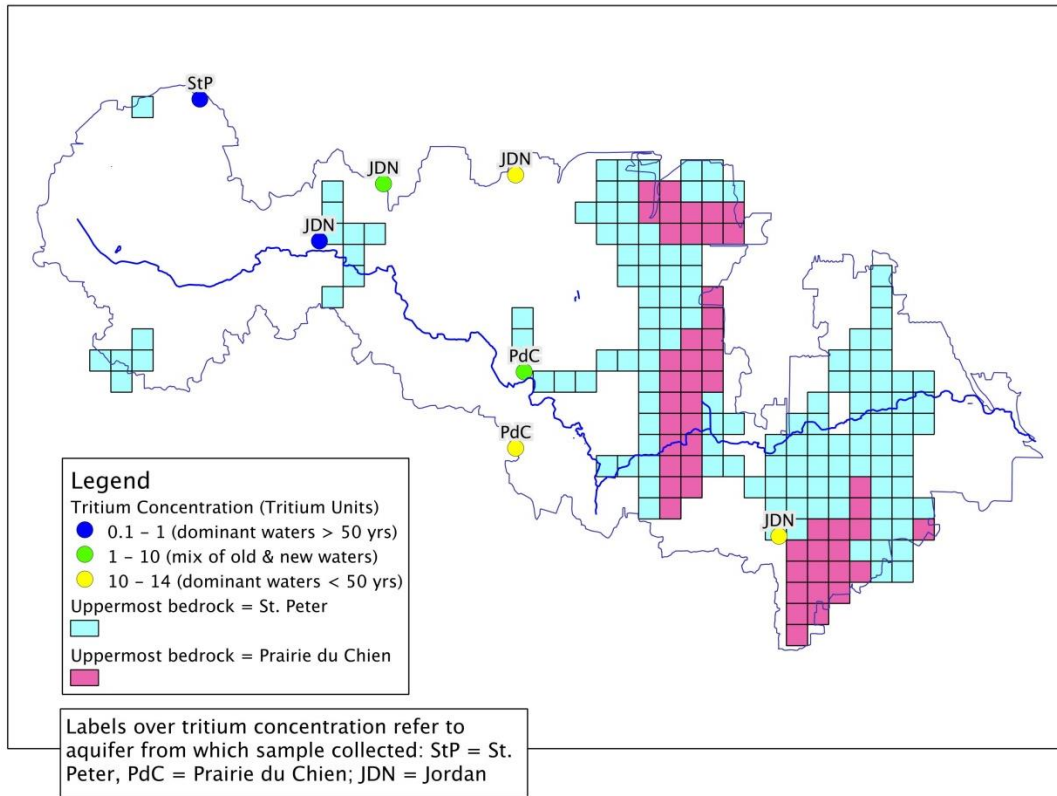 StP
JDN
JDN
JDN
PdC
PdC
JDN
Legend
Tritium Concentration (Tritium Units)
0.1 – 1 (dominant waters > 50 yrs)
1 – 10 (mix of old & new waters)
10 – 14 (dominant waters < 50 yrs)
Uppermost bedrock = St. Peter
Uppermost bedrock = Prairie du Chien
Labels over tritium concentration refer to
aquifer from which sample collected: StP = St.
Peter, PdC = Prairie du Chien; JDN = Jordan